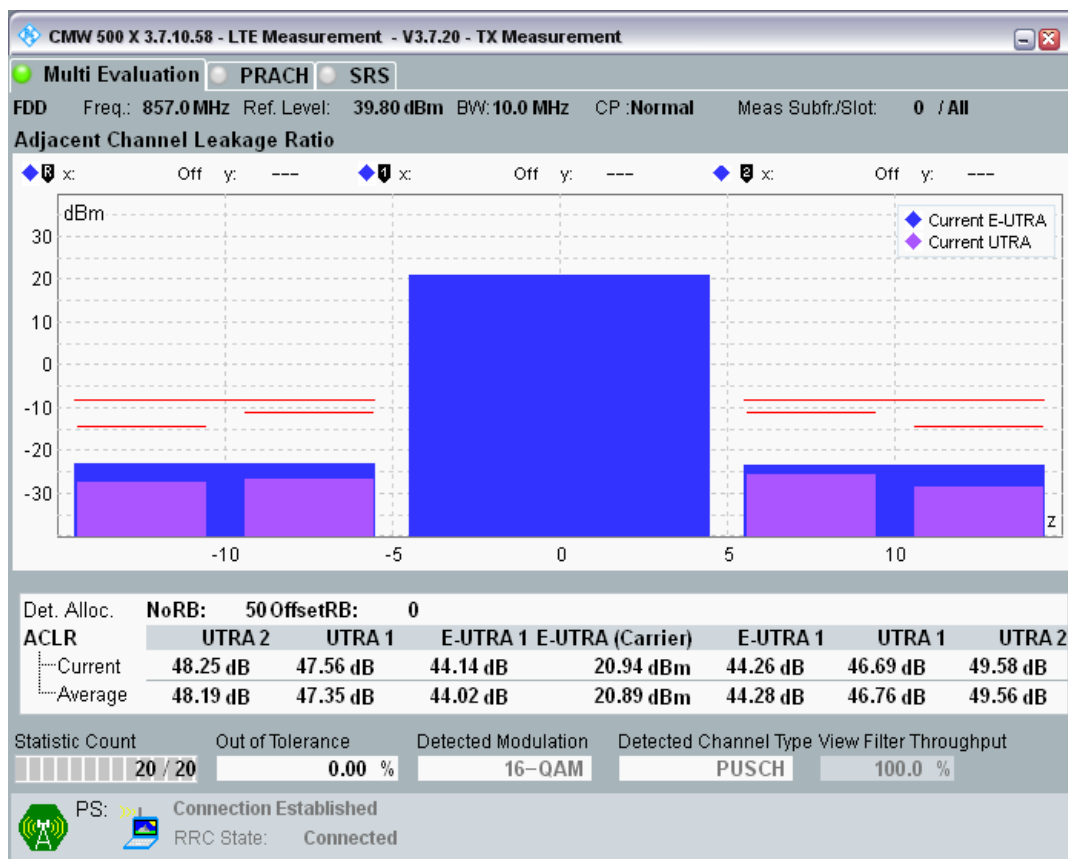 CMW 500 X 3.7.10.58 - LTE Measurement - V3.7.20 - TX Measurement
Multi Evaluation PRACH SRS
FDD Freq.: 857.0 MHz Ref. Level: 39.80 dBm BW: 10.0 MHz CP :Normal Meas Subfr./Slot: 0 / All
Adjacent Channel Leakage Ratio
R x: Off y: --- 1 x: Off y: --- 2 x: Off y: ---
dBm
Current E-UTRA
Current UTRA
30
20
10
0
-10
-20
-30
z
-10 -5 0 5 10
Det. Alloc. NoRB: 50 OffsetRB: 0
ACLR UTRA 2 UTRA 1 E-UTRA 1 E-UTRA (Carrier) E-UTRA 1 UTRA 1 UTRA 2
Current 48.25 dB 47.56 dB 44.14 dB 20.94 dBm 44.26 dB 46.69 dB 49.58 dB
Average 48.19 dB 47.35 dB 44.02 dB 20.89 dBm 44.28 dB 46.76 dB 49.56 dB
Statistic Count Out of Tolerance Detected Modulation Detected Channel Type View Filter Throughput
20 / 20 0.00 % 16-QAM PUSCH 100.0 %
PS: Connection Established
RRC State: Connected